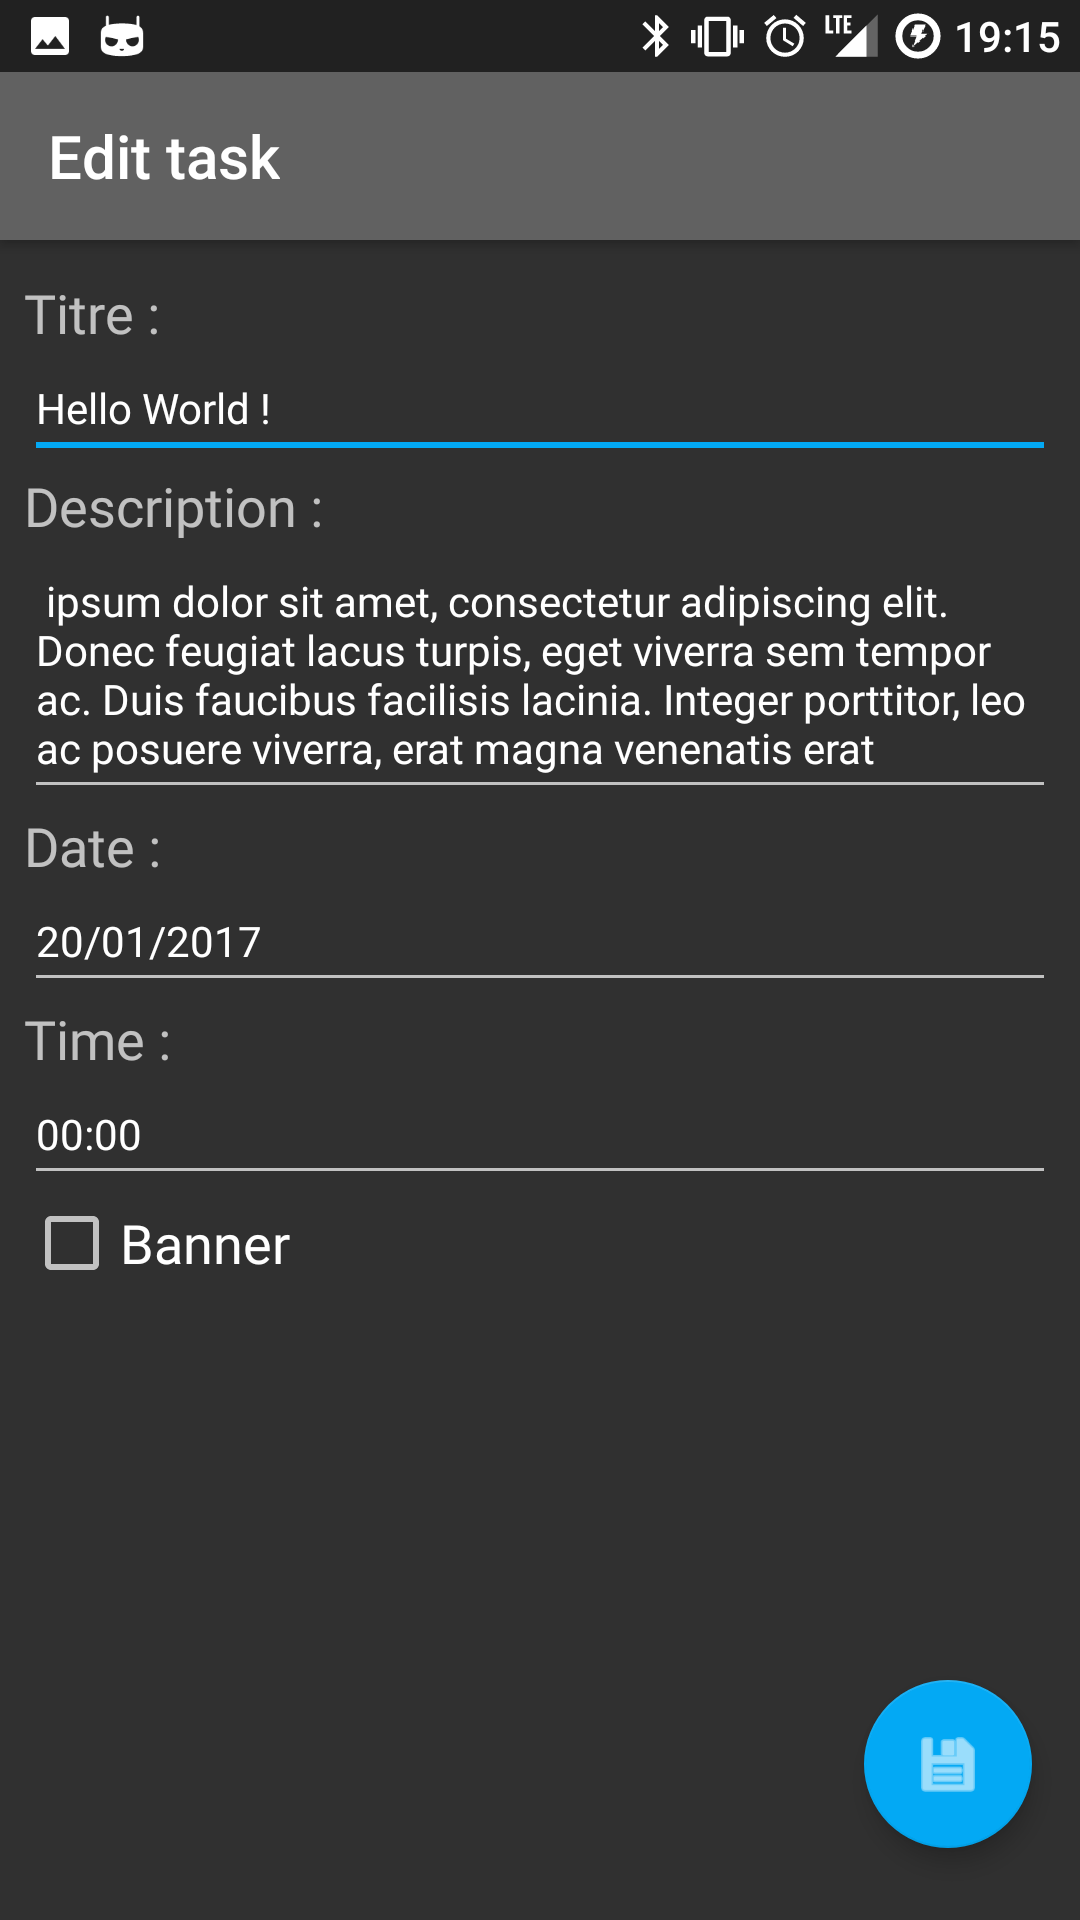 LTE 19:15
Edit task
Titre :
Hello World !
Description :
ipsum dolor sit amet, consectetur adipiscing elit.
Donec feugiat lacus turpis, eget viverra sem tempor
ac. Duis faucibus facilisis lacinia. Integer porttitor, leo
ac posuere viverra, erat magna venenatis erat
Date :
20/01/2017
Time :
00:00
Banner